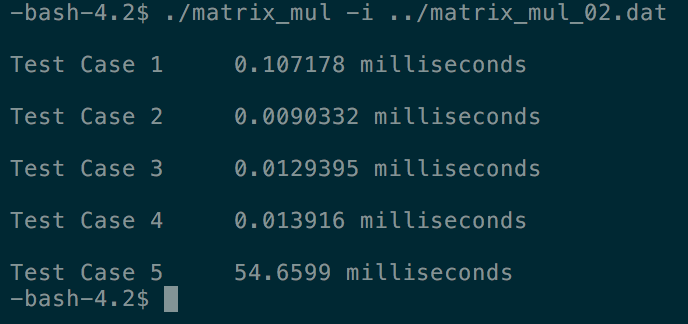 -bash-4.2$ ./matrix_mul -i ../matrix_mul_02.dat
Test Case 1     0.107178 milliseconds
Test Case 2     0.0090332 milliseconds
Test Case 3     0.0129395 milliseconds
Test Case 4     0.013916 milliseconds
Test Case 5     54.6599 milliseconds
-bash-4.2$